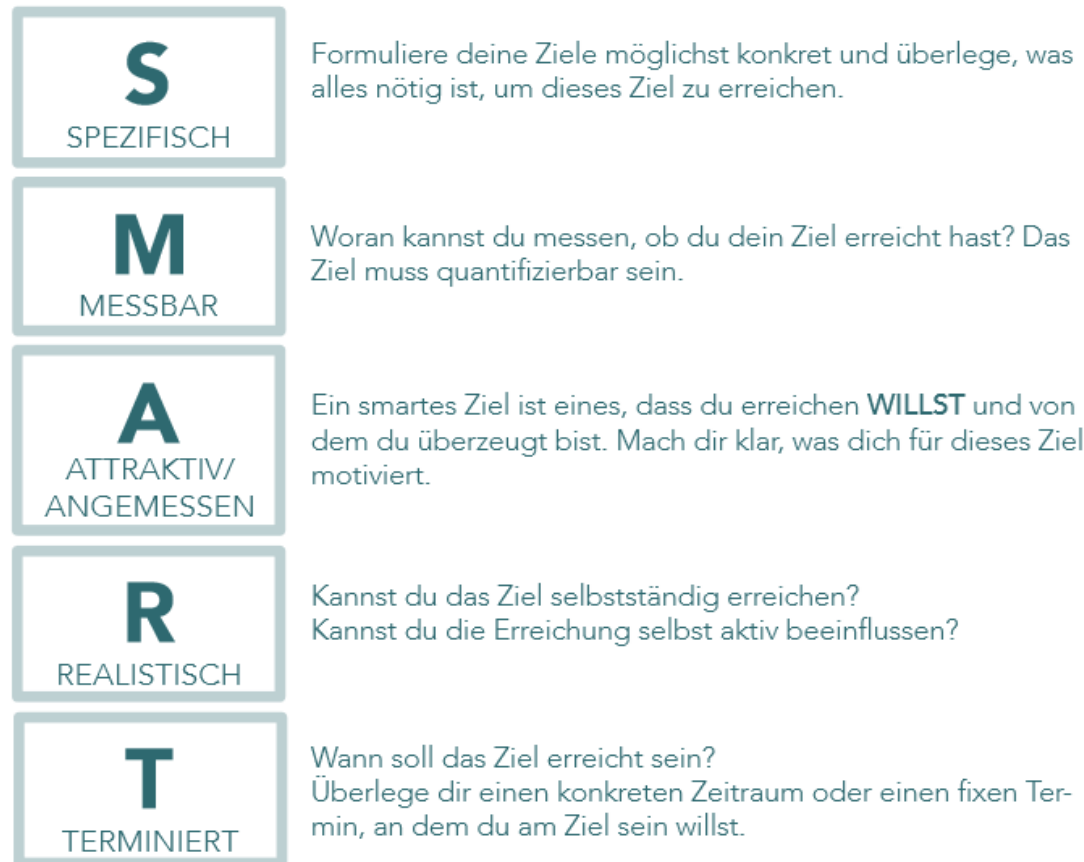 S
SPEZIFISCH
Formuliere deine Ziele möglichst konkret und überlege, was
alles nötig ist, um dieses Ziel zu erreichen.
M
MESSBAR
Woran kannst du messen, ob du dein Ziel erreicht hast? Das
Ziel muss quantifizierbar sein.
A
ATTRAKTIV/
ANGEMESSEN
Ein smartes Ziel ist eines, dass du erreichen WILLST und von
dem du überzeugt bist. Mach dir klar, was dich für dieses Ziel
motiviert.
R
REALISTISCH
Kannst du das Ziel selbstständig erreichen?
Kannst du die Erreichung selbst aktiv beeinflussen?
T
TERMINIERT
Wann soll das Ziel erreicht sein?
Überlege dir einen konkreten Zeitraum oder einen fixen Ter-
min, an dem du am Ziel sein willst.